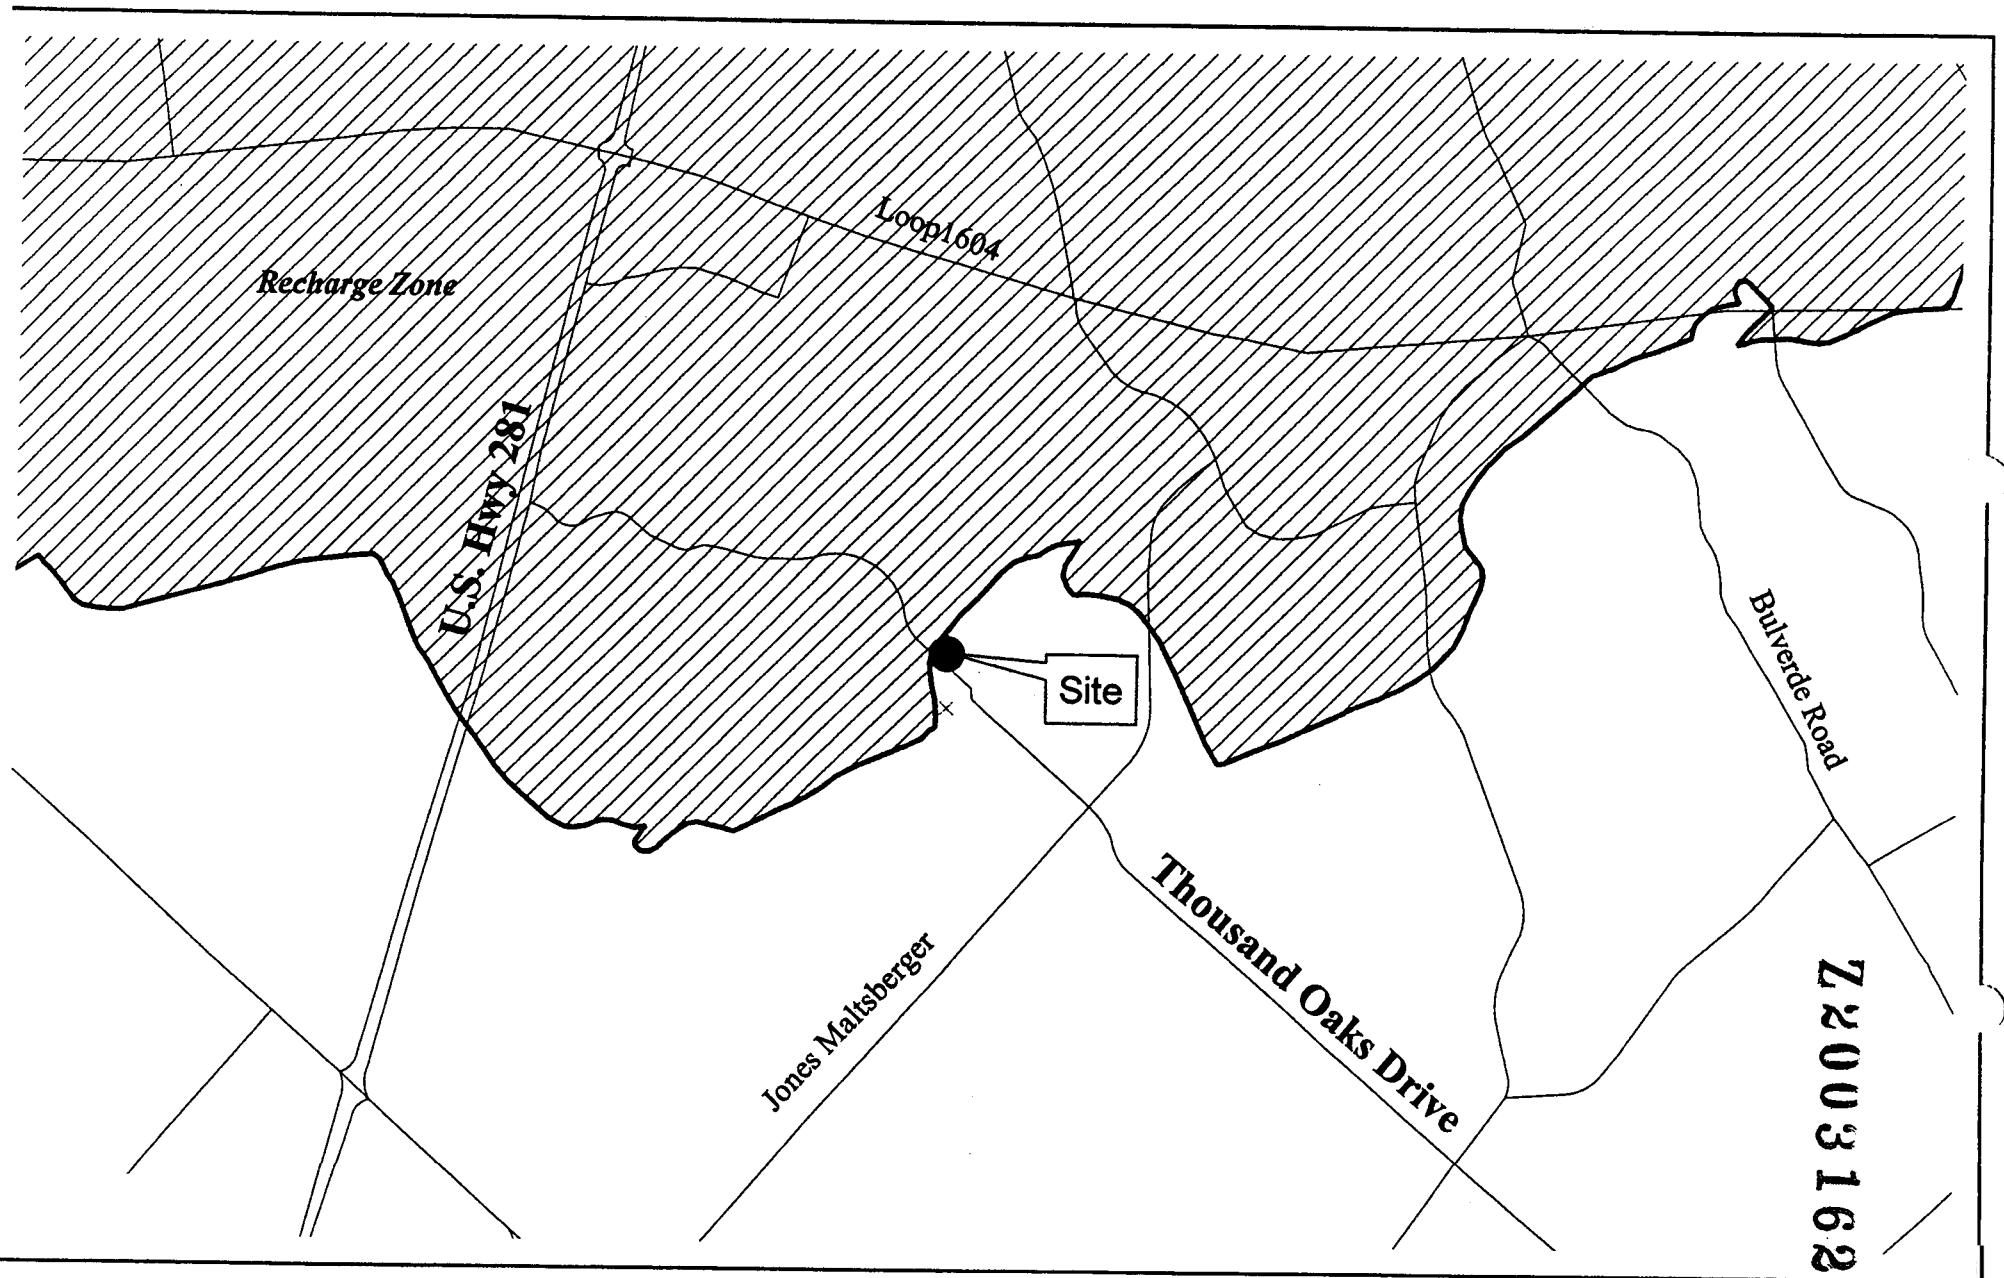 Loop1604
Recharge Zone
U.S. Hwy 281
Site
Bulverde Road
Thousand Oaks Drive
Jones Maltsberger
Z2003162